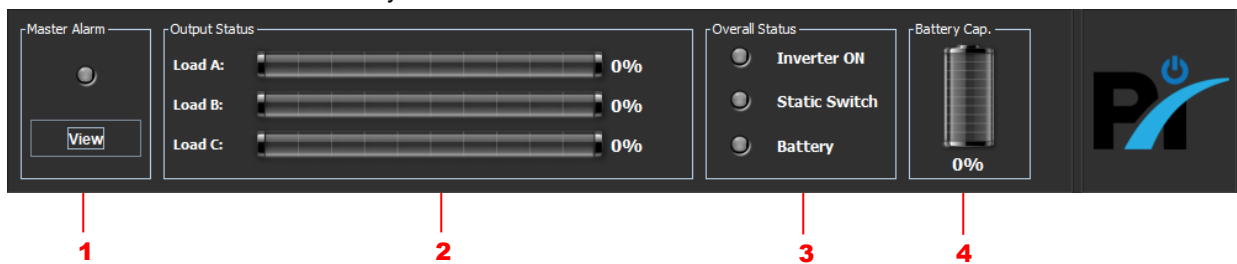 Master Alarm
View
Output Status
Load A: 0%
Load B: 0%
Load C: 0%
Overall Status
Inverter ON
Static Switch
Battery
Battery Cap.
0%
Pi
1
2
3
4